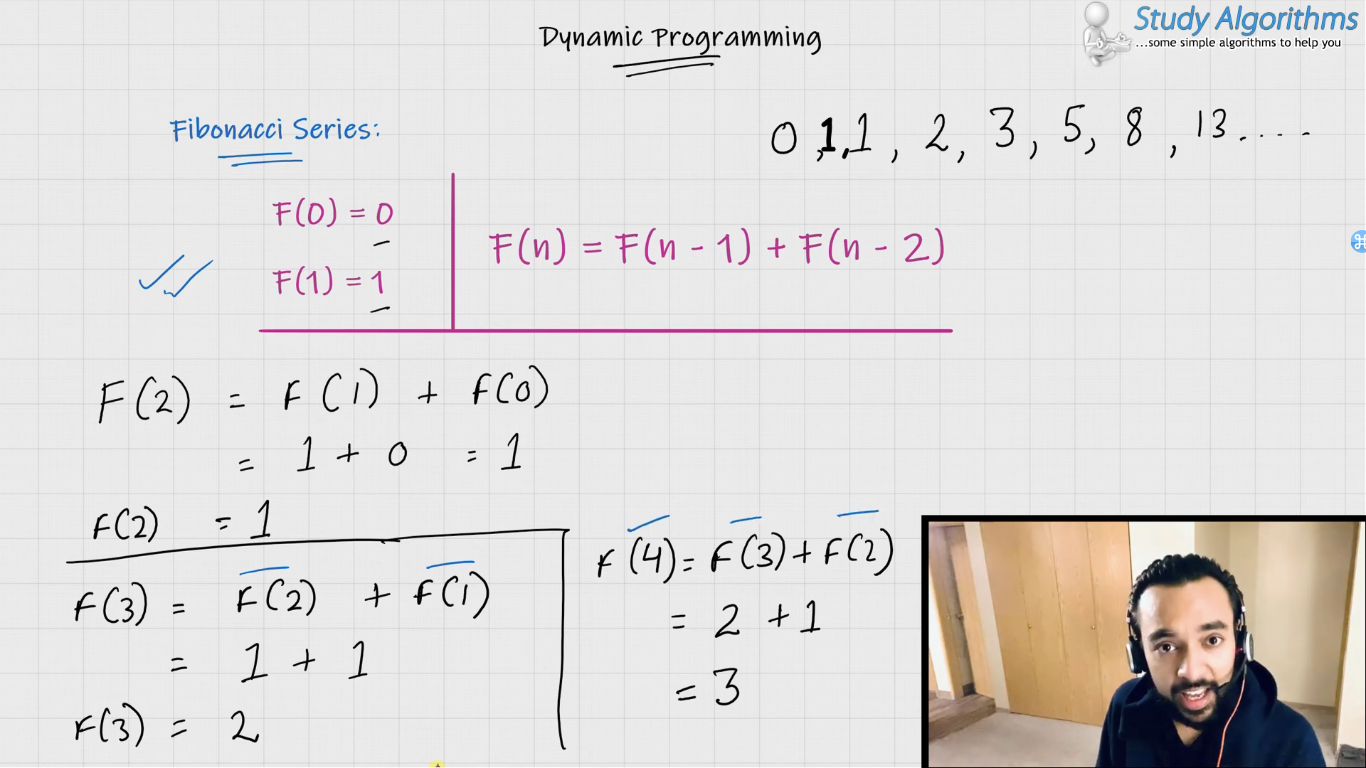 Dynamic Programming
Study Algorithms
...some simple algorithms to help you
Fibonacci Series:
0, 1, 1, 2, 3, 5, 8, 13....
F(0) = 0
F(1) = 1
F(n) = F(n - 1) + F(n - 2)
F(2) = F(1) + F(0)
= 1 + 0 = 1
F(2) = 1
F(3) = F(2) + F(1)
= 1 + 1
F(3) = 2
F(4) = F(3) + F(2)
= 2 + 1
= 3